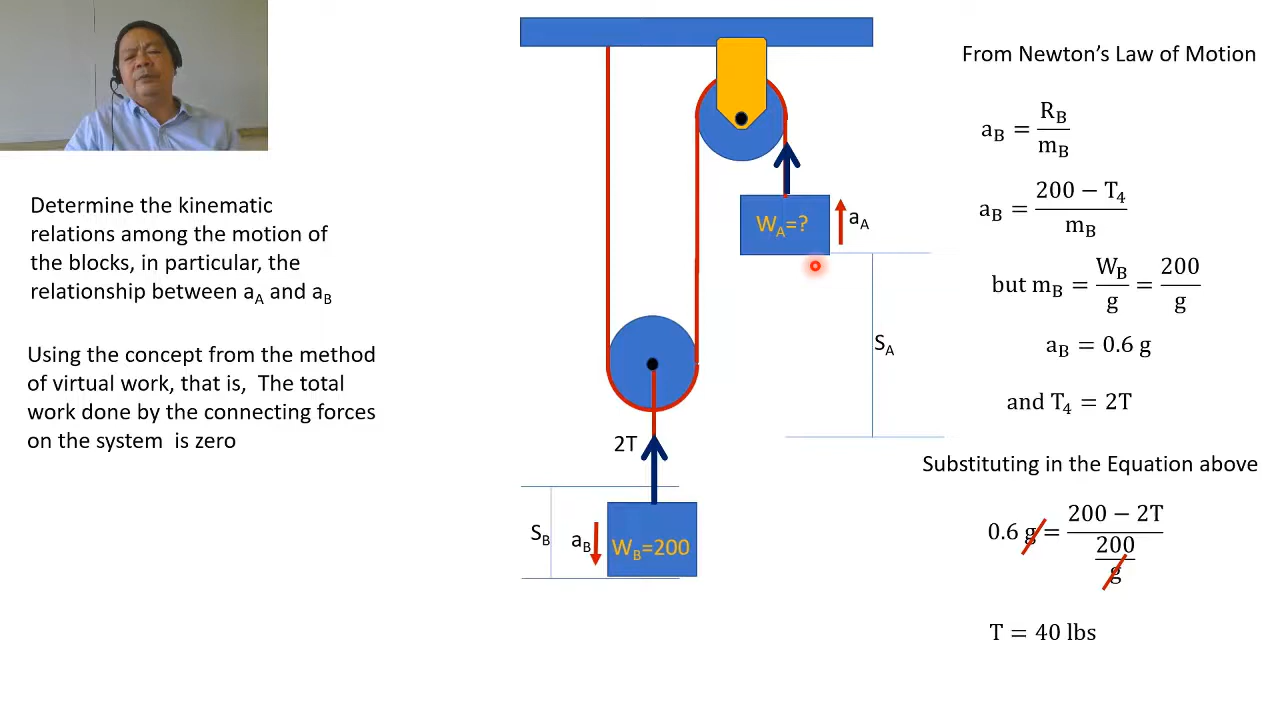 Determine the kinematic
relations among the motion of
the blocks, in particular, the
relationship between a_A and a_B
Using the concept from the method
of virtual work, that is,  The total
work done by the connecting forces
on the system  is zero
W_A=?
a_A
S_A
2T
S_B
a_B
W_B=200
From Newton’s Law of Motion
a_B = R_B/m_B
a_B = (200 − T_4)/m_B
but m_B = W_B/g = 200/g
a_B = 0.6 g
and T_4 = 2T
Substituting in the Equation above
0.6 g = (200 − 2T)/(200/g)
T = 40 lbs